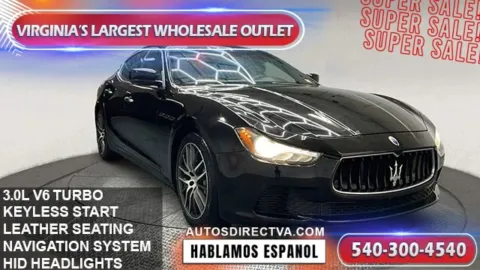 VIRGINIA'S LARGEST WHOLESALE OUTLET
SUPER SALE!
SUPER SALE!
SUPER SALE!
3.0L V6 TURBO
KEYLESS START
LEATHER SEATING
NAVIGATION SYSTEM
HID HEADLIGHTS
AUTOSDIRECTVA.COM
HABLAMOS ESPANOL
540-300-4540